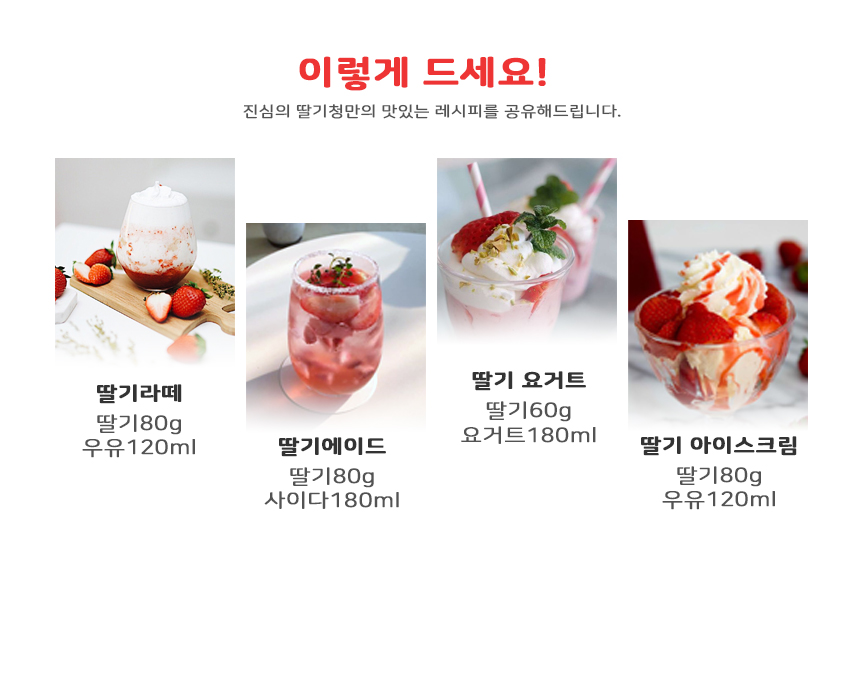 이렇게 드세요!
진심의 딸기청만의 맛있는 레시피를 공유해드립니다.
딸기라떼
딸기80g
우유120ml
딸기에이드
딸기80g
사이다180ml
딸기 요거트
딸기60g
요거트180ml
딸기 아이스크림
딸기80g
우유120ml